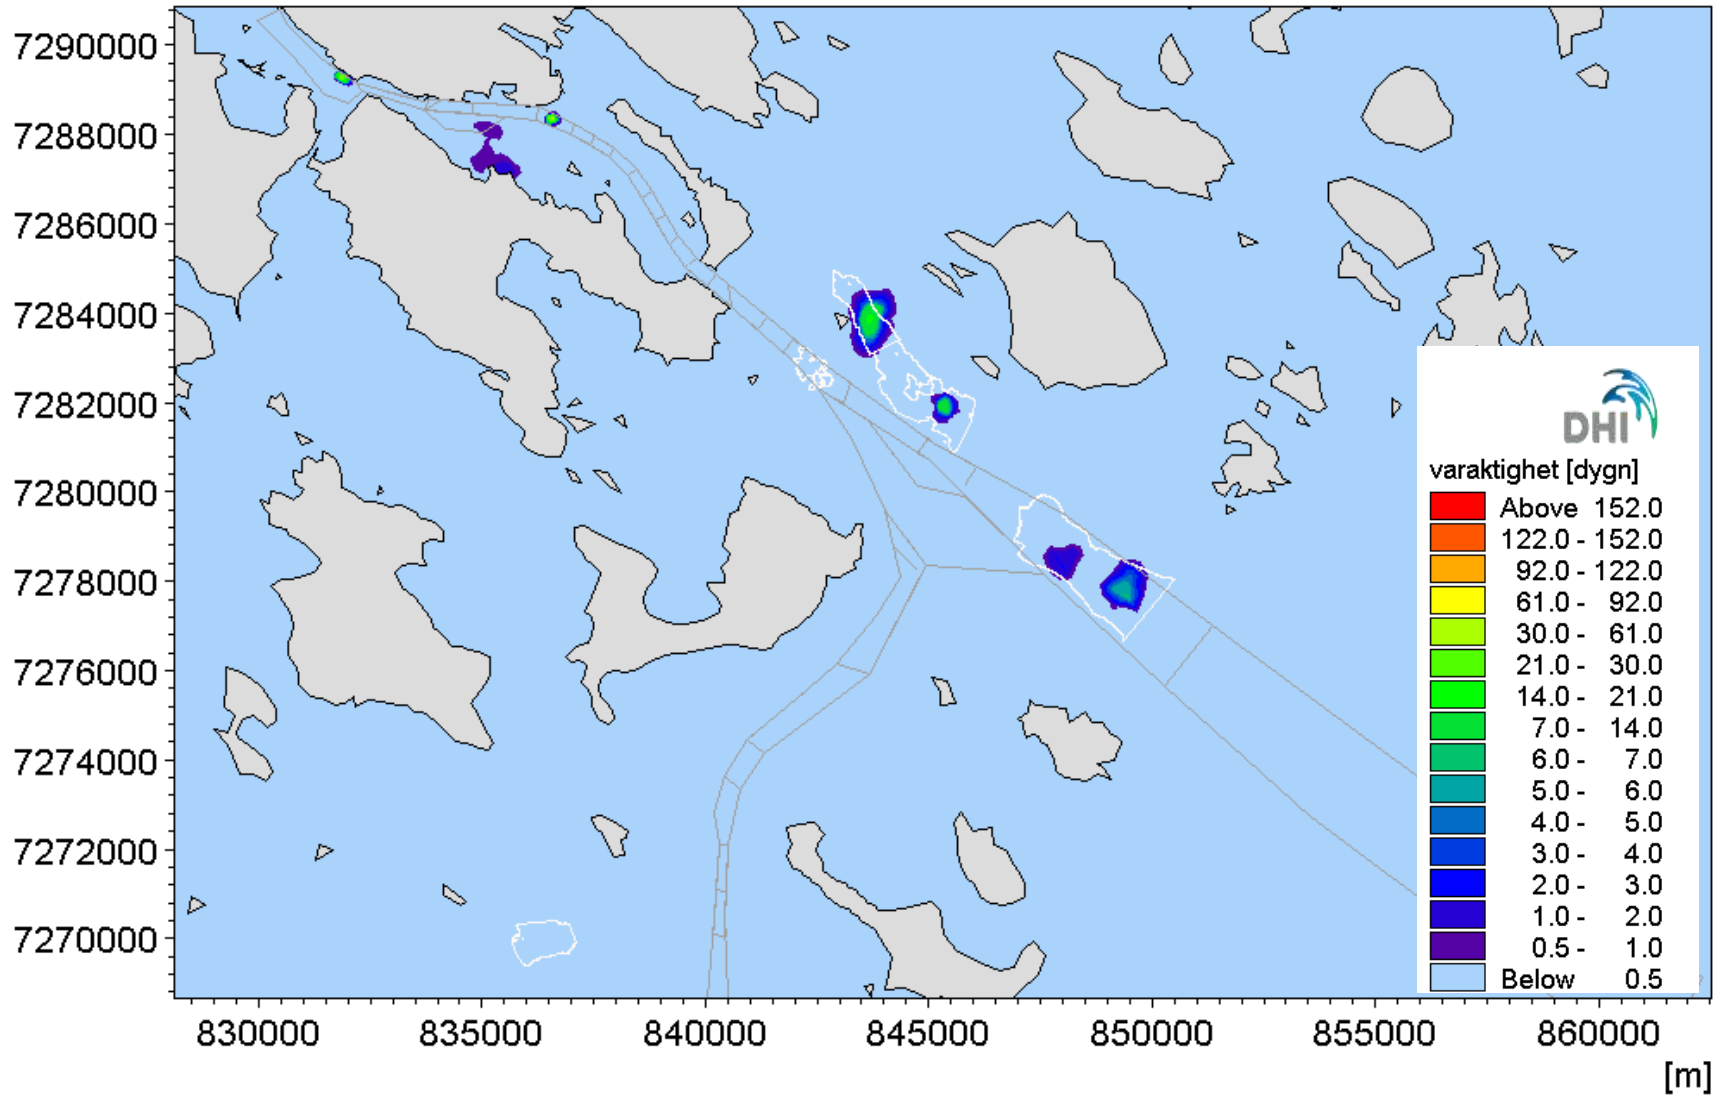 7290000
7288000
7286000
7284000
7282000
7280000
7278000
7276000
7274000
7272000
7270000
DHI
varaktighet [dygn]
Above 152.0
122.0 - 152.0
92.0 - 122.0
61.0 - 92.0
30.0 - 61.0
21.0 - 30.0
14.0 - 21.0
7.0 - 14.0
6.0 - 7.0
5.0 - 6.0
4.0 - 5.0
3.0 - 4.0
2.0 - 3.0
1.0 - 2.0
0.5 - 1.0
Below 0.5
830000 835000 840000 845000 850000 855000 860000
[m]